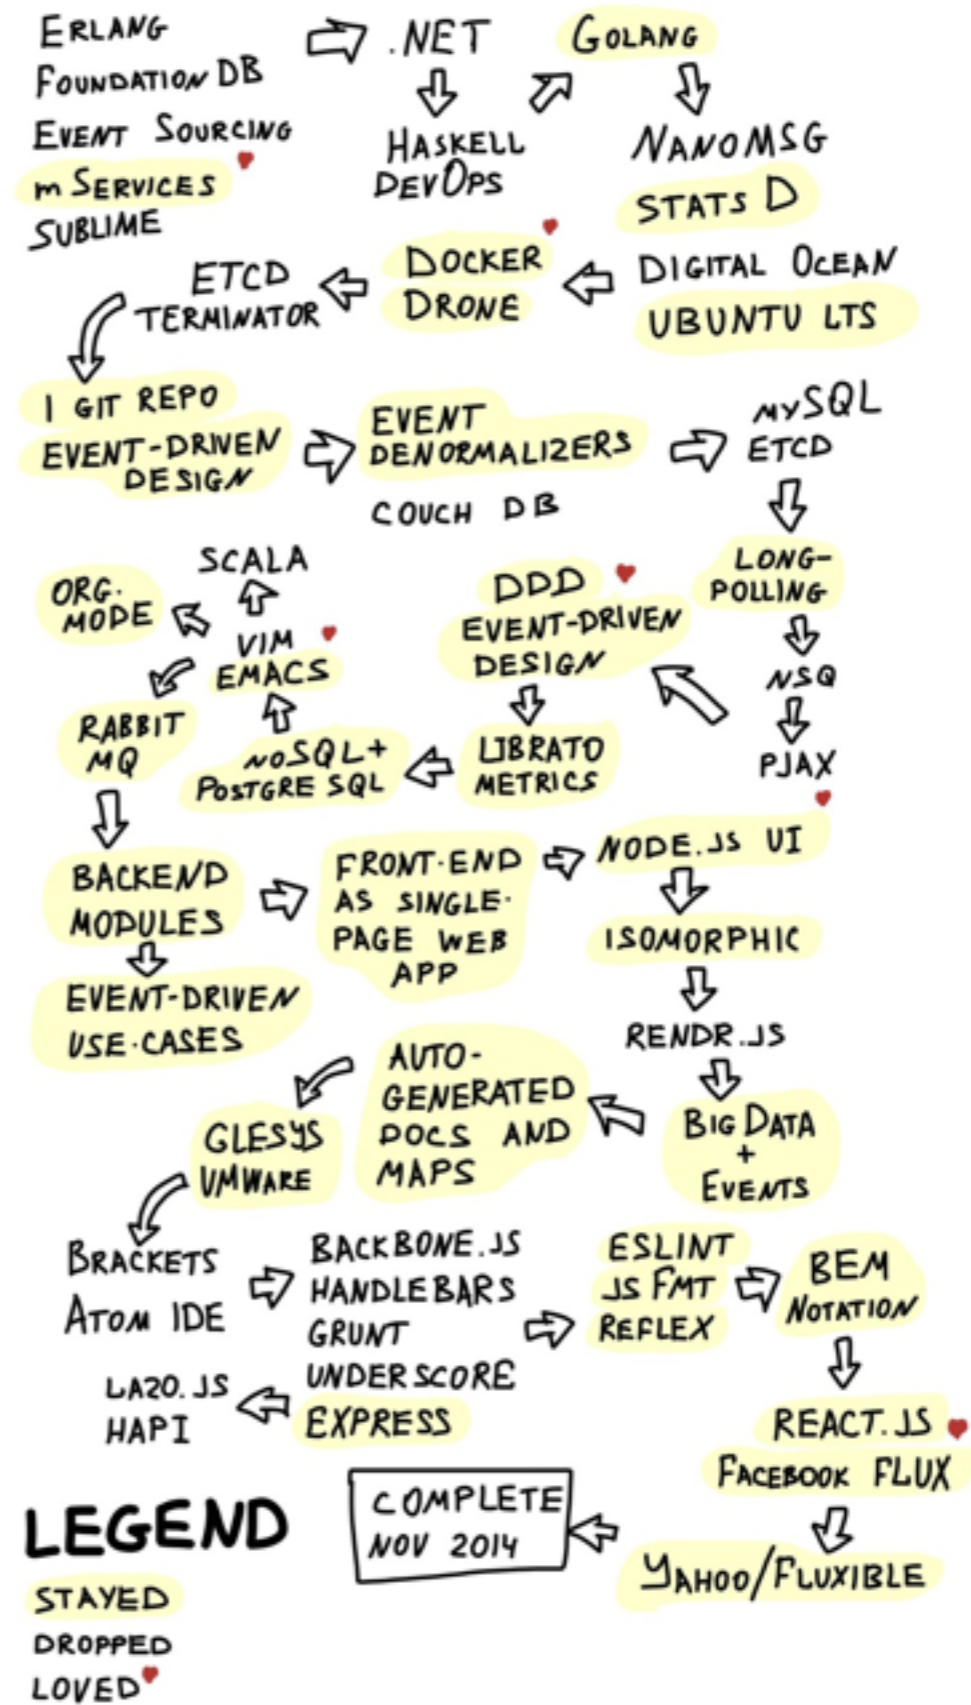 ERLANG
FOUNDATION DB
EVENT SOURCING
mSERVICES
SUBLIME
.NET
HASKELL
DEVOPS
GOLANG
NANOMSG
STATS D
DIGITAL OCEAN
UBUNTU LTS
DOCKER
DRONE
ETCD
TERMINATOR
1 GIT REPO
EVENT-DRIVEN
DESIGN
EVENT
DENORMALIZERS
COUCH DB
MySQL
ETCD
LONG-
POLLING
NSQ
PJAX
DDD
EVENT-DRIVEN
DESIGN
LIBRATO
METRICS
NOSQL+
POSTGRE SQL
VIM
EMACS
SCALA
ORG.
MODE
RABBIT
MQ
BACKEND
MODULES
EVENT-DRIVEN
USE·CASES
FRONT·END
AS SINGLE·
PAGE WEB
APP
NODE.JS UI
ISOMORPHIC
RENDR.JS
BIG DATA
+
EVENTS
AUTO-
GENERATED
DOCS AND
MAPS
GLESYS
VMWARE
BRACKETS
ATOM IDE
BACKBONE.JS
HANDLEBARS
GRUNT
UNDERSCORE
EXPRESS
LAZO.JS
HAPI
ESLINT
JS FMT
REFLEX
BEM
NOTATION
REACT.JS
FACEBOOK FLUX
YAHOO/FLUXIBLE
COMPLETE
NOV 2014
LEGEND
STAYED
DROPPED
LOVED